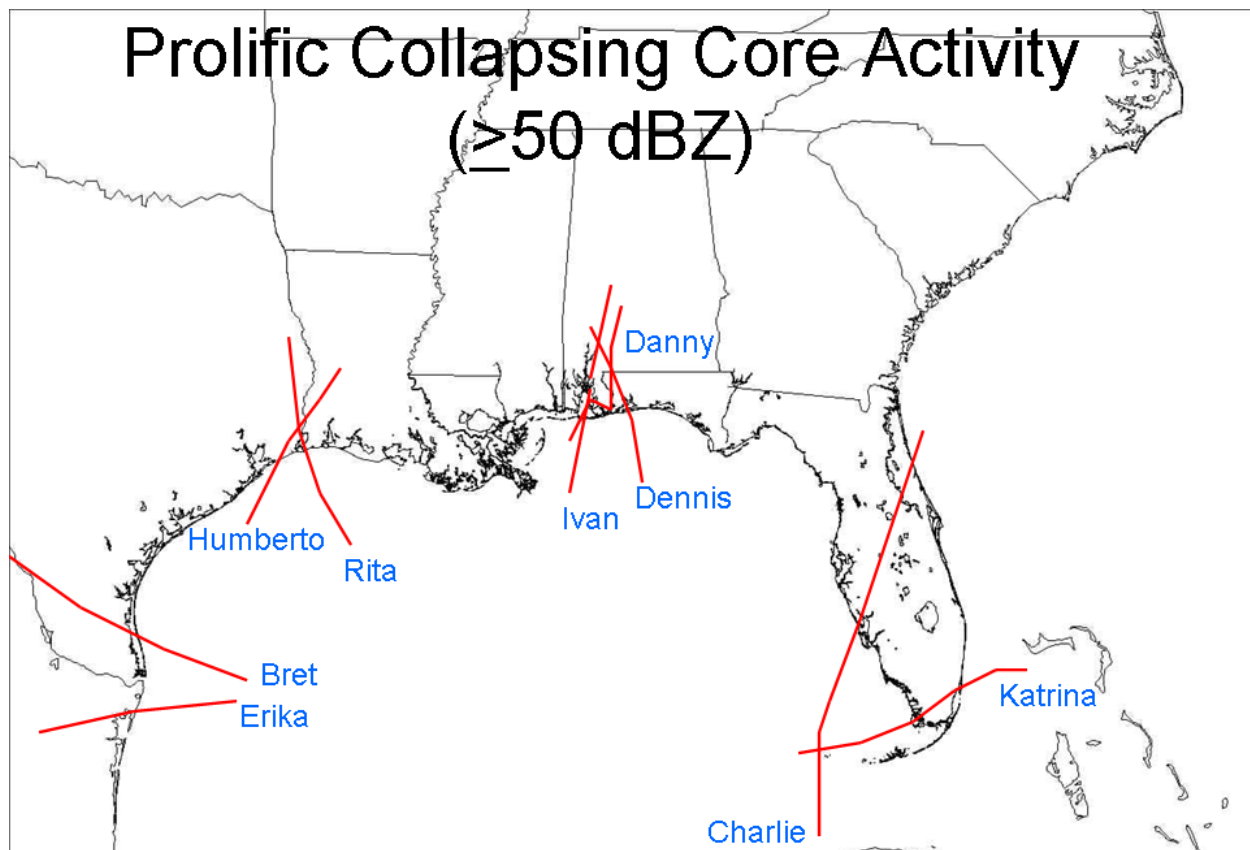 Prolific Collapsing Core Activity
(≥50 dBZ)
Danny
Dennis
Ivan
Humberto
Rita
Bret
Erika
Katrina
Charlie